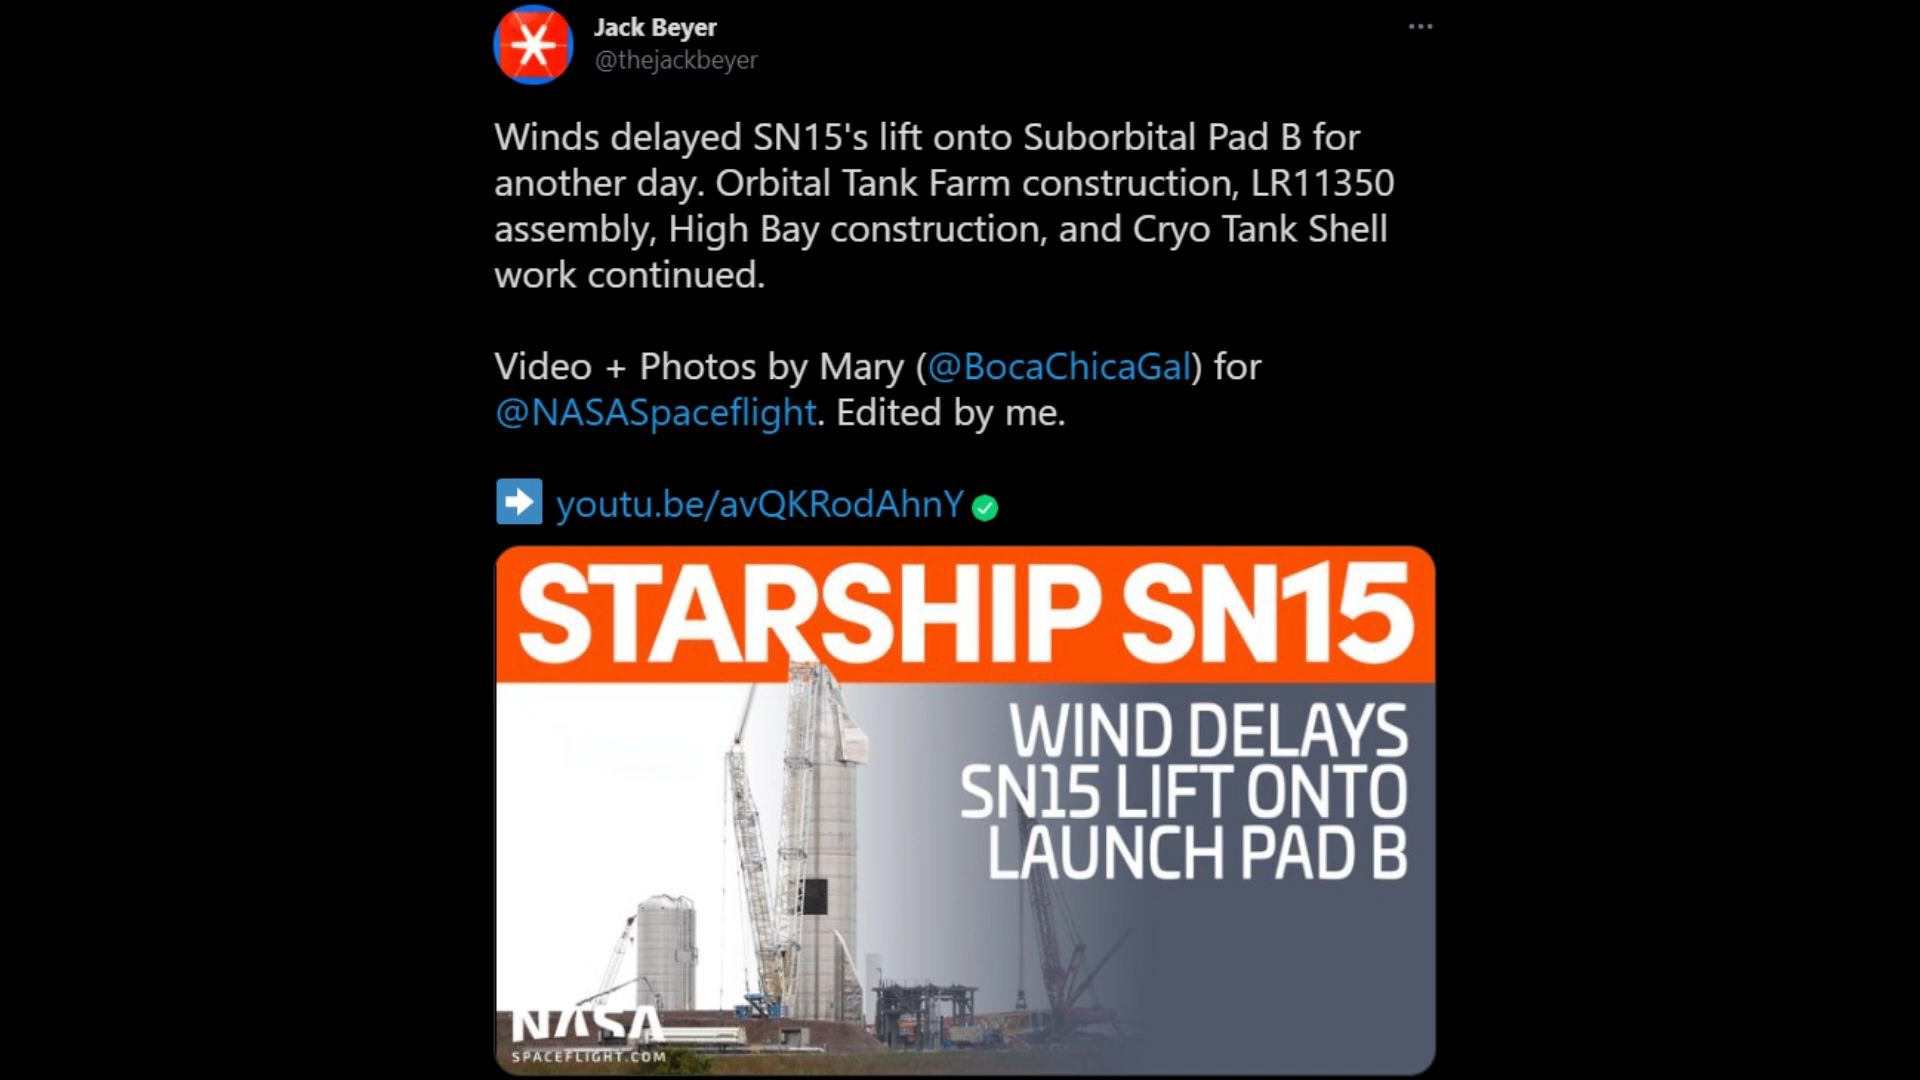 Jack Beyer
@thejackbeyer
Winds delayed SN15's lift onto Suborbital Pad B for
another day. Orbital Tank Farm construction, LR11350
assembly, High Bay construction, and Cryo Tank Shell
work continued.
Video + Photos by Mary (@BocaChicaGal) for
@NASASpaceflight. Edited by me.
➡ youtu.be/avQKRodAhnY
STARSHIP SN15
WIND DELAYS
SN15 LIFT ONTO
LAUNCH PAD B
NASA
SPACEFLIGHT.COM